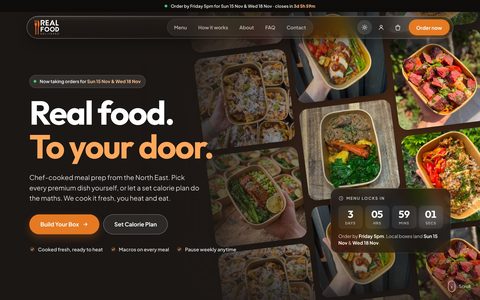 Order by Friday 5pm for Sun 15 Nov & Wed 18 Nov · closes in 3d 5h 59m
REAL
FOOD
Menu
How it works
About
FAQ
Contact
Order now
Now taking orders for Sun 15 Nov & Wed 18 Nov
Real food.
To your door.
Chef-cooked meal prep from the North East. Pick
every premium dish yourself, or let a set calorie plan do
the maths. We cook it fresh, you heat and eat.
Build Your Box →
Set Calorie Plan
Cooked fresh, ready to heat
Macros on every meal
Pause weekly anytime
MENU LOCKS IN
3 05 59 01
DAYS HRS MINS SECS
Order by Friday 5pm. Local boxes land Sun 15
Nov & Wed 18 Nov.
Scroll